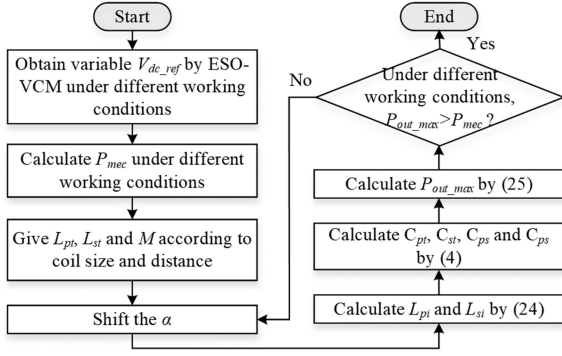 Start
Obtain variable V_dc_ref by ESO-
VCM under different working
conditions
Calculate P_mec under different
working conditions
Give L_pt, L_st and M according to
coil size and distance
Shift the α
Calculate L_pi and L_si by (24)
Calculate C_pt, C_st, C_ps and C_ps
by (4)
Calculate P_out_max by (25)
Under different
working conditions,
P_out_max>P_mec ?
No
Yes
End